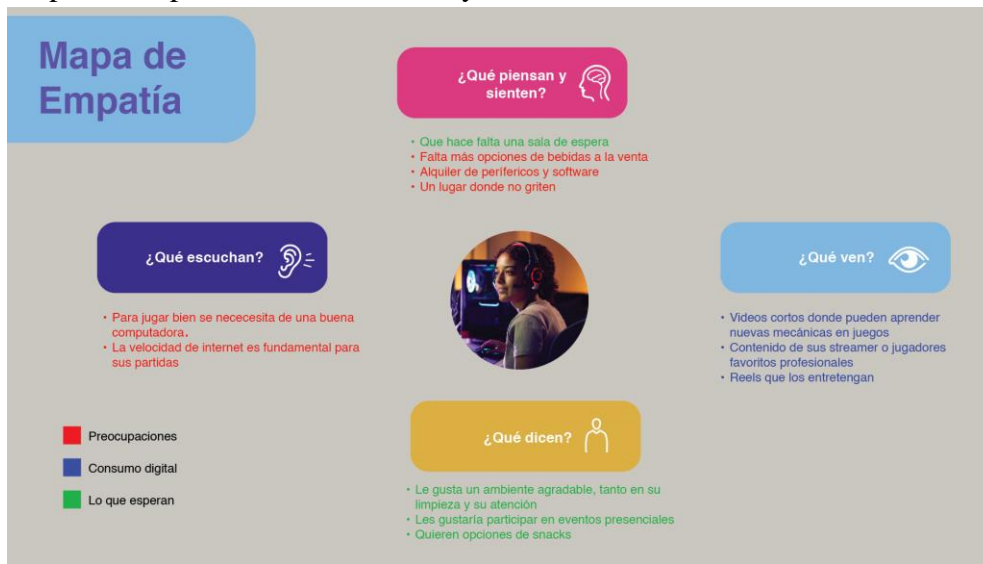 Mapa de
Empatía
¿Qué piensan y
sienten?
• Que hace falta una sala de espera
• Falta más opciones de bebidas a la venta
• Alquiler de perífericos y software
• Un lugar donde no griten
¿Qué escuchan?
• Para jugar bien se nececesita de una buena
computadora.
• La velocidad de internet es fundamental para
sus partidas
¿Qué ven?
• Videos cortos donde pueden aprender
nuevas mecánicas en juegos
• Contenido de sus streamer o jugadores
favoritos profesionales
• Reels que los entretengan
Preocupaciones
Consumo digital
Lo que esperan
¿Qué dicen?
• Le gusta un ambiente agradable, tanto en su
limpieza y su atención
• Les gustaría participar en eventos presenciales
• Quieren opciones de snacks